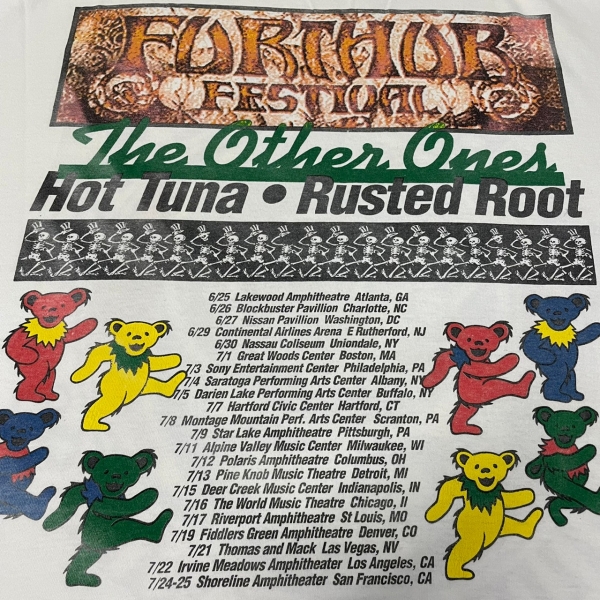 FURTHUR
FESTIVAL
The Other Ones
Hot Tuna • Rusted Root
6/25 Lakewood Amphitheatre Atlanta, GA
6/26 Blockbuster Pavillion Charlotte, NC
6/27 Nissan Pavillion Washington, DC
6/29 Continental Airlines Arena E Rutherford, NJ
6/30 Nassau Coliseum Uniondale, NY
7/1 Great Woods Center Boston, MA
7/3 Sony Entertainment Center Philadelphia, PA
7/4 Saratoga Performing Arts Center Albany, NY
7/5 Darien Lake Performing Arts Center Buffalo, NY
7/7 Hartford Civic Center Hartford, CT
7/8 Montage Mountain Perf. Arts Center Scranton, PA
7/9 Star Lake Amphitheatre Pittsburgh, PA
7/11 Alpine Valley Music Center Milwaukee, WI
7/12 Polaris Amphitheatre Columbus, OH
7/13 Pine Knob Music Theatre Detroit, MI
7/15 Deer Creek Music Center Indianapolis, IN
7/16 The World Music Theatre Chicago, Il
7/17 Riverport Amphitheatre St Louis, MO
7/19 Fiddlers Green Amphitheatre Denver, CO
7/21 Thomas and Mack Las Vegas, NV
7/22 Irvine Meadows Amphitheater Los Angeles, CA
7/24-25 Shoreline Amphitheater San Francisco, CA